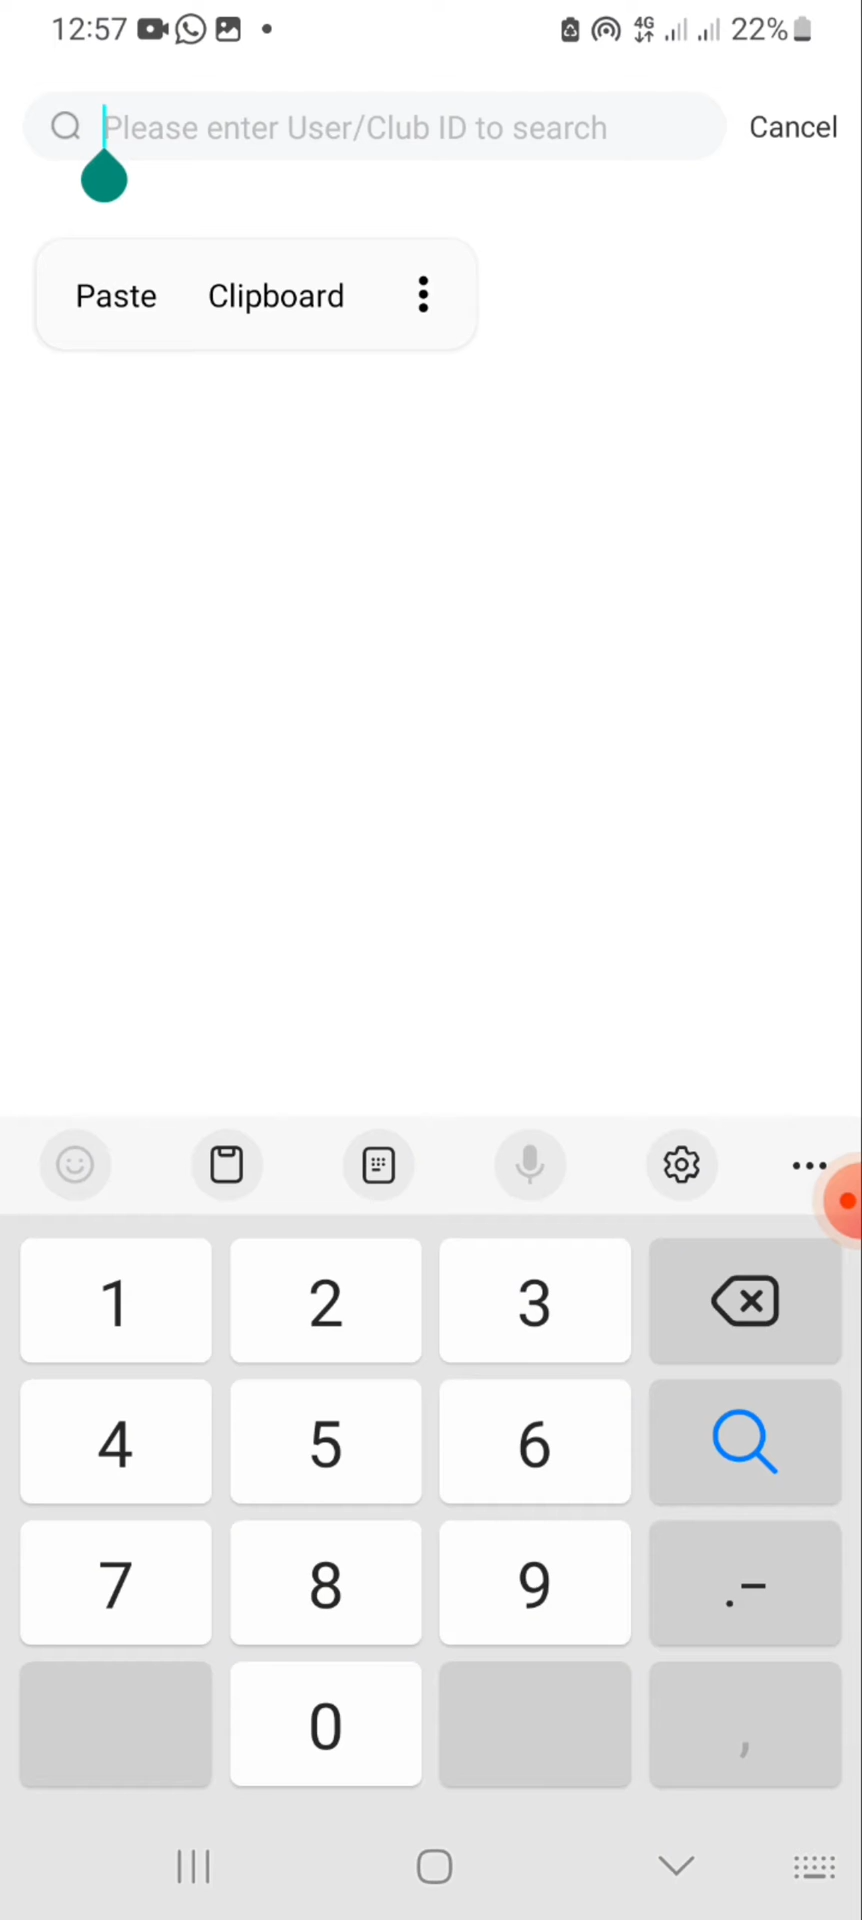 12:57 4G 22%
Please enter User/Club ID to search Cancel
Paste Clipboard
1 2 3
4 5 6
7 8 9 .-
0 ,